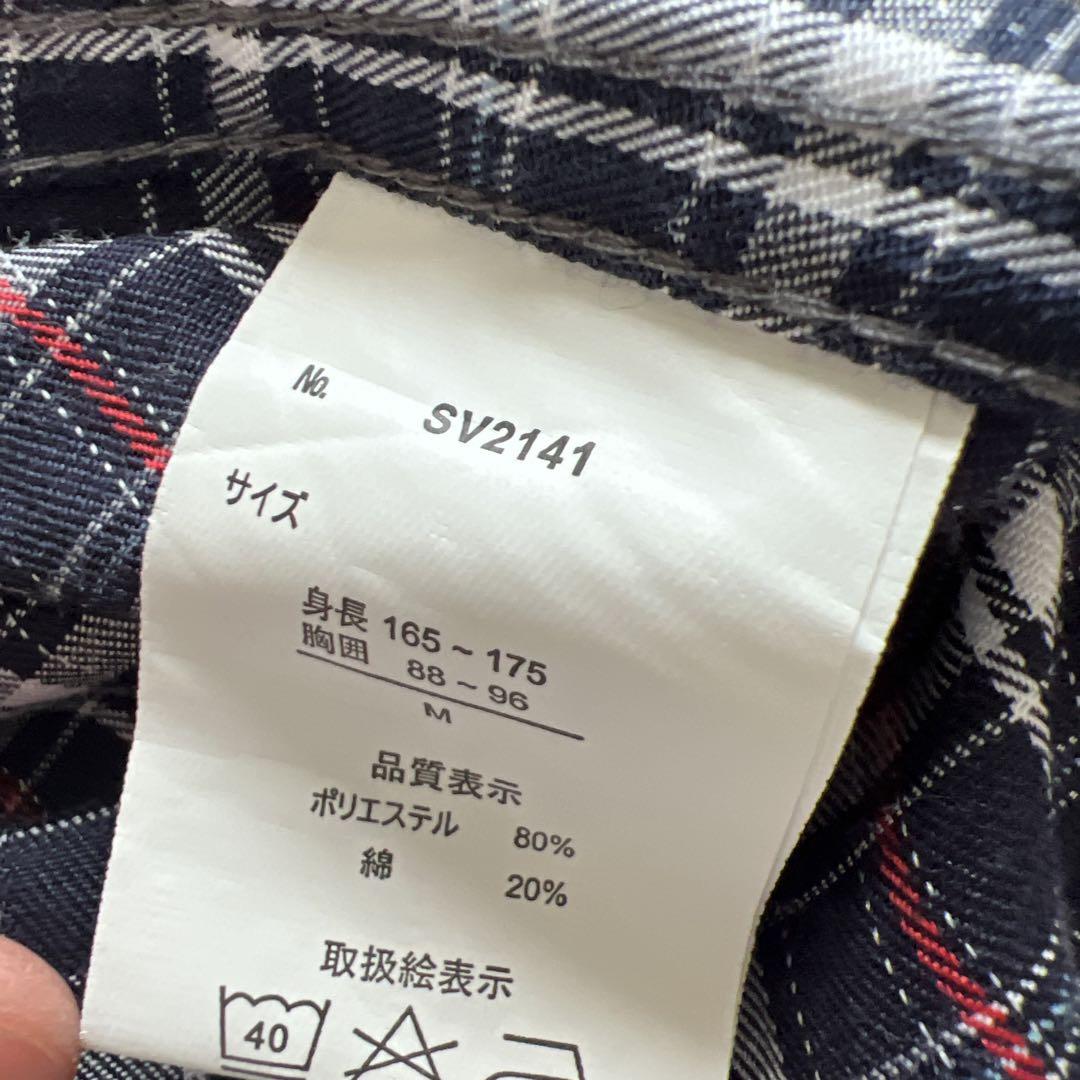 No. SV2141
サイズ
身長 165～175
胸囲 88～96
M
品質表示
ポリエステル 80%
綿 20%
取扱絵表示
40